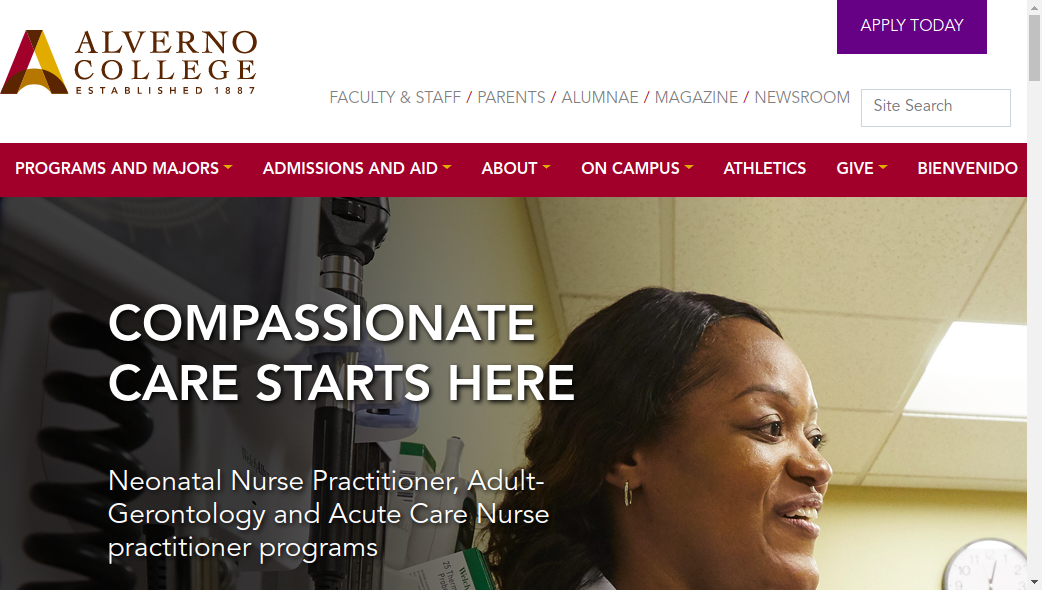 APPLY TODAY
ALVERNO
COLLEGE
ESTABLISHED 1887
FACULTY & STAFF / PARENTS / ALUMNAE / MAGAZINE / NEWSROOM
Site Search
PROGRAMS AND MAJORS ADMISSIONS AND AID ABOUT ON CAMPUS ATHLETICS GIVE BIENVENIDO
COMPASSIONATE
CARE STARTS HERE
Neonatal Nurse Practitioner, Adult-
Gerontology and Acute Care Nurse
practitioner programs